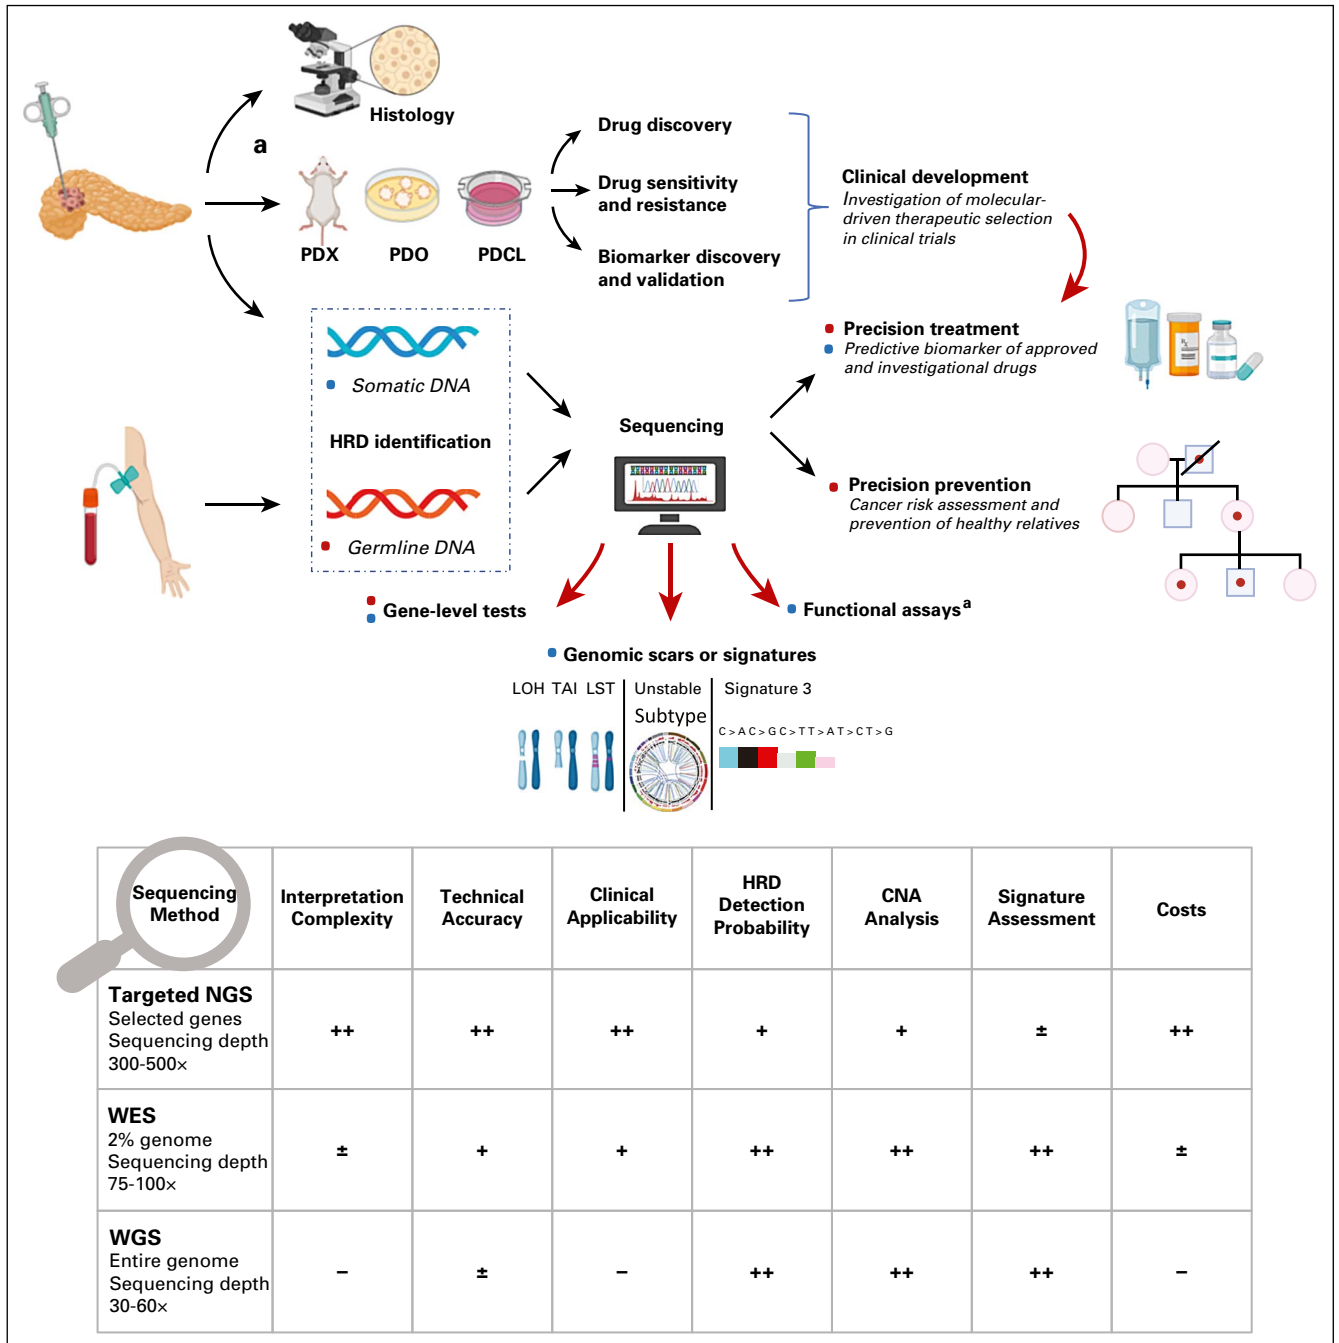 Histology
a
PDX
PDO
PDCL
Drug discovery
Drug sensitivity
and resistance
Biomarker discovery
and validation
Clinical development
Investigation of molecular-
driven therapeutic selection
in clinical trials
Somatic DNA
HRD identification
Germline DNA
Sequencing
Precision treatment
Predictive biomarker of approved
and investigational drugs
Precision prevention
Cancer risk assessment and
prevention of healthy relatives
Gene-level tests
Functional assays a
Genomic scars or signatures
LOH TAI LST
Unstable
Subtype
Signature 3
C>A C>G C>T T>A T>C T>G
Sequencing
Method
Interpretation
Complexity
Technical
Accuracy
Clinical
Applicability
HRD
Detection
Probability
CNA
Analysis
Signature
Assessment
Costs
Targeted NGS
Selected genes
Sequencing depth
300-500×
++
++
++
+
+
±
++
WES
2% genome
Sequencing depth
75-100×
±
+
+
++
++
++
±
WGS
Entire genome
Sequencing depth
30-60×
–
±
–
++
++
++
–